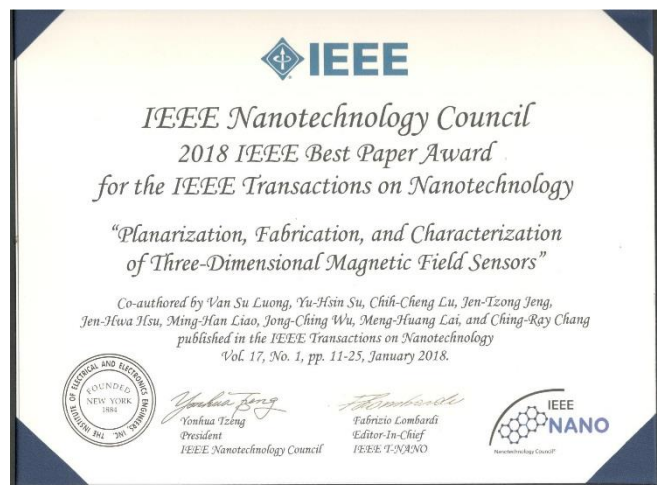 IEEE
IEEE Nanotechnology Council
2018 IEEE Best Paper Award
for the IEEE Transactions on Nanotechnology
"Planarization, Fabrication, and Characterization
of Three-Dimensional Magnetic Field Sensors"
Co-authored by Van Su Luong, Yu-Hsin Su, Chih-Cheng Lu, Jen-Tzong Jeng,
Jen-Hwa Hsu, Ming-Han Liao, Jong-Ching Wu, Meng-Huang Lai, and Ching-Ray Chang
published in the IEEE Transactions on Nanotechnology
Vol. 17, No. 1, pp. 11-25, January 2018.
THE INSTITUTE OF ELECTRICAL AND ELECTRONICS ENGINEERS, INC.
FOUNDED
NEW YORK
1884
Yonhua Tzeng
Yonhua Tzeng
President
IEEE Nanotechnology Council
F Lombardi
Fabrizio Lombardi
Editor-In-Chief
IEEE T-NANO
IEEE
NANO
Nanotechnology Council